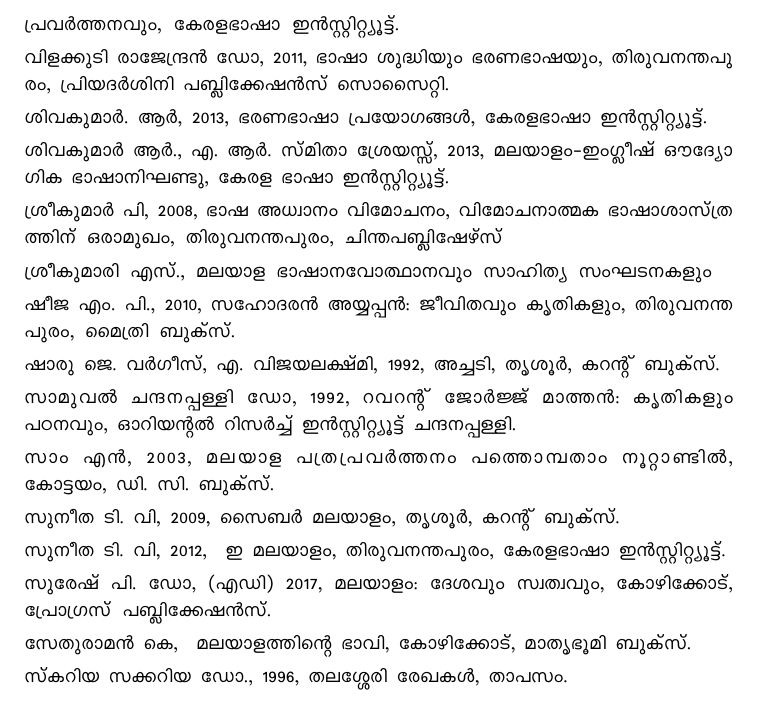 പ്രവർത്തനവും, കേരളഭാഷാ ഇൻസ്റ്റിറ്റ്യൂട്ട്.
വിളക്കുടി രാജേന്ദ്രൻ ഡോ, 2011, ഭാഷാ ശുദ്ധിയും ഭരണഭാഷയും, തിരുവനന്തപു
രം, പ്രിയദർശിനി പബ്ലിക്കേഷൻസ് സൊസൈറ്റി.
ശിവകുമാർ. ആർ, 2013, ഭരണഭാഷാ പ്രയോഗങ്ങൾ, കേരളഭാഷാ ഇൻസ്റ്റിറ്റ്യൂട്ട്.
ശിവകുമാർ ആർ., എ. ആർ. സ്മിതാ ശ്രേയസ്സ്, 2013, മലയാളം-ഇംഗ്ലീഷ് ഔദ്യോ
ഗിക ഭാഷാനിഘണ്ടു, കേരള ഭാഷാ ഇൻസ്റ്റിറ്റ്യൂട്ട്.
ശ്രീകുമാർ പി, 2008, ഭാഷ അധ്വാനം വിമോചനം, വിമോചനാത്മക ഭാഷാശാസ്ത്ര
ത്തിന് ഒരാമുഖം, തിരുവനന്തപുരം, ചിന്തപബ്ലിഷേഴ്സ്
ശ്രീകുമാരി എസ്., മലയാള ഭാഷാനവോത്ഥാനവും സാഹിത്യ സംഘടനകളും
ഷീജ എം. പി., 2010, സഹോദരൻ അയ്യപ്പൻ: ജീവിതവും കൃതികളും, തിരുവനന്ത
പുരം, മൈത്രി ബുക്സ്.
ഷാരു ജെ. വർഗീസ്, എ. വിജയലക്ഷ്മി, 1992, അച്ചടി, തൃശൂർ, കറന്റ് ബുക്സ്.
സാമുവൽ ചന്ദനപ്പള്ളി ഡോ, 1992, റവറന്റ് ജോർജ്ജ് മാത്തൻ: കൃതികളും
പഠനവും, ഓറിയന്റൽ റിസർച്ച് ഇൻസ്റ്റിറ്റ്യൂട്ട് ചന്ദനപ്പള്ളി.
സാം എൻ, 2003, മലയാള പത്രപ്രവർത്തനം പത്തൊമ്പതാം നൂറ്റാണ്ടിൽ,
കോട്ടയം, ഡി. സി. ബുക്സ്.
സുനീത ടി. വി, 2009, സൈബർ മലയാളം, തൃശൂർ, കറന്റ് ബുക്സ്.
സുനീത ടി. വി, 2012, ഇ മലയാളം, തിരുവനന്തപുരം, കേരളഭാഷാ ഇൻസ്റ്റിറ്റ്യൂട്ട്.
സുരേഷ് പി. ഡോ, (എഡി) 2017, മലയാളം: ദേശവും സ്വത്വവും, കോഴിക്കോട്,
പ്രോഗ്രസ് പബ്ലിക്കേഷൻസ്.
സേതുരാമൻ കെ, മലയാളത്തിന്റെ ഭാവി, കോഴിക്കോട്, മാതൃഭൂമി ബുക്സ്.
സ്കറിയ സക്കറിയ ഡോ., 1996, തലശ്ശേരി രേഖകൾ, താപസം.